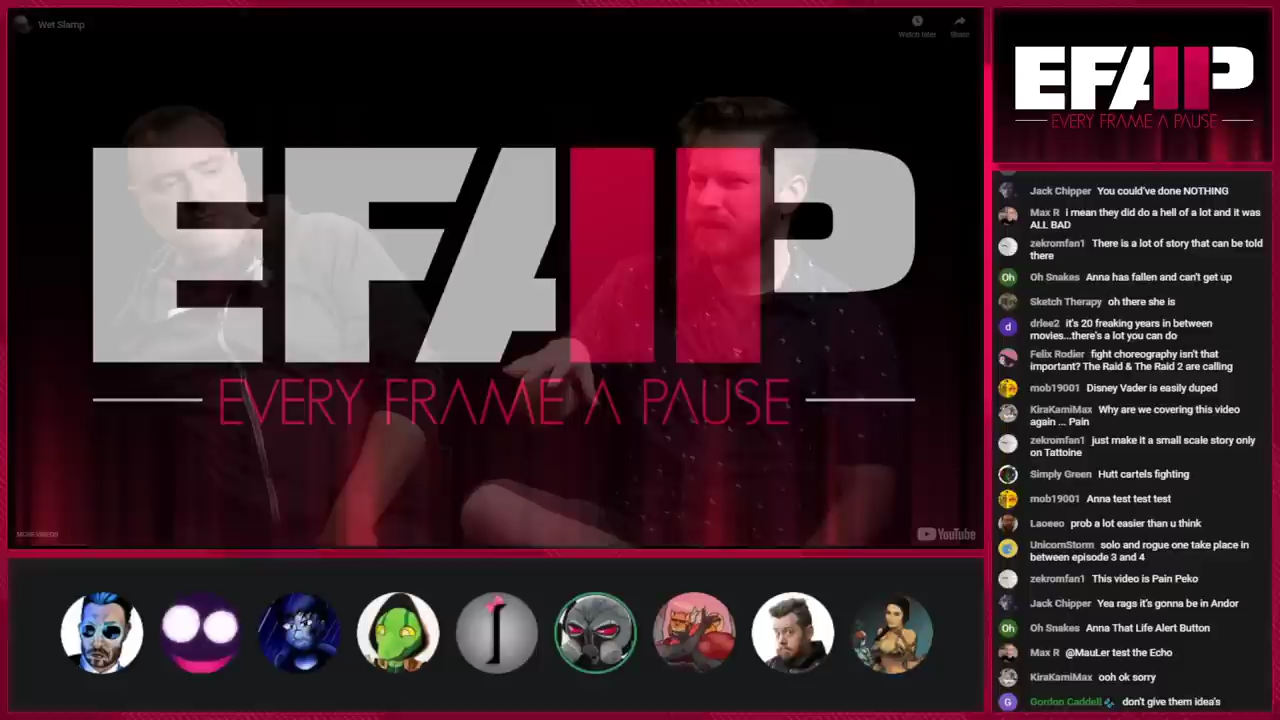 Wet Slamp
Watch later
Share
EFAP
EVERY FRAME A PAUSE
MORE VIDEOS
YouTube
EFAP
EVERY FRAME A PAUSE
Jack Chipper You could've done NOTHING
Max R i mean they did do a hell of a lot and it was
ALL BAD
zekromfan1 There is a lot of story that can be told
there
Oh
Oh Snakes Anna has fallen and can't get up
Sketch Therapy oh there she is
d
drlee2 it's 20 freaking years in between
movies...there's a lot you can do
Felix Rodier fight choreography isn't that
important? The Raid & The Raid 2 are calling
mob19001 Disney Vader is easily duped
KiraKamiMax Why are we covering this video
again ... Pain
zekromfan1 just make it a small scale story only
on Tattoine
Simply Green Hutt cartels fighting
mob19001 Anna test test test
Laoeeo prob a lot easier than u think
UnicornStorm solo and rogue one take place in
between episode 3 and 4
zekromfan1 This video is Pain Peko
Jack Chipper Yea rags it's gonna be in Andor
Oh
Oh Snakes Anna That Life Alert Button
Max R @MauLer test the Echo
KiraKamiMax ooh ok sorry
G
Gordon Caddell don't give them idea's